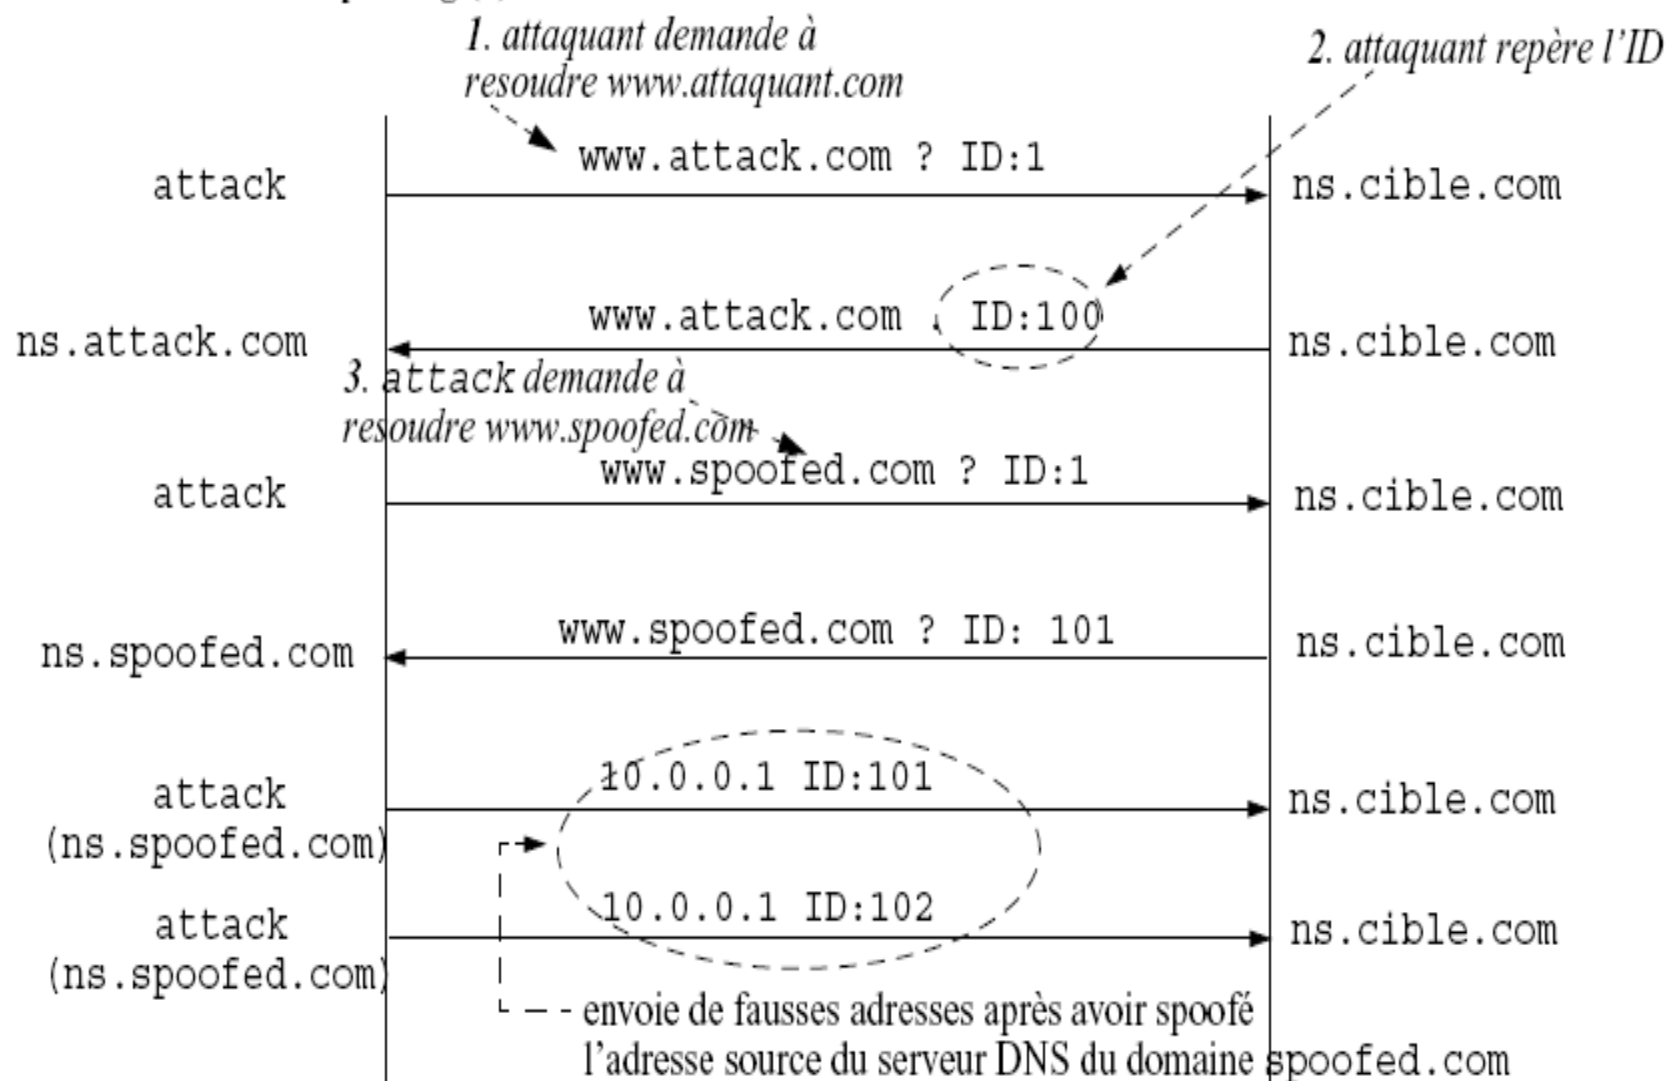 1. attaquant demande à
resoudre www.attaquant.com
2. attaquant repère l'ID
www.attack.com ? ID:1
attack
ns.cible.com
www.attack.com . ID:100
ns.attack.com
ns.cible.com
3. attack demande à
resoudre www.spoofed.com
www.spoofed.com ? ID:1
attack
ns.cible.com
www.spoofed.com ? ID: 101
ns.spoofed.com
ns.cible.com
10.0.0.1 ID:101
attack
(ns.spoofed.com)
ns.cible.com
10.0.0.1 ID:102
attack
(ns.spoofed.com)
ns.cible.com
envoie de fausses adresses après avoir spoofé
l'adresse source du serveur DNS du domaine spoofed.com